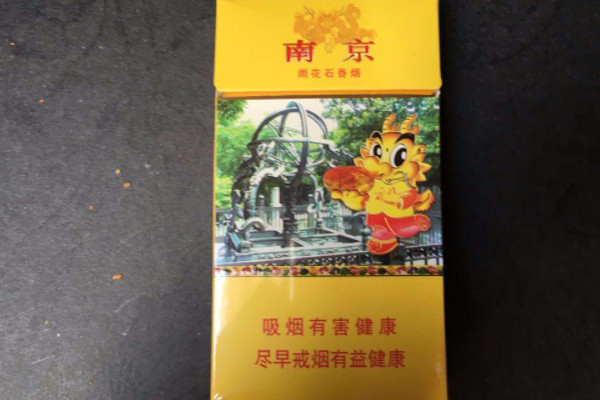 南京
雨花石香烟
吸烟有害健康
尽早戒烟有益健康